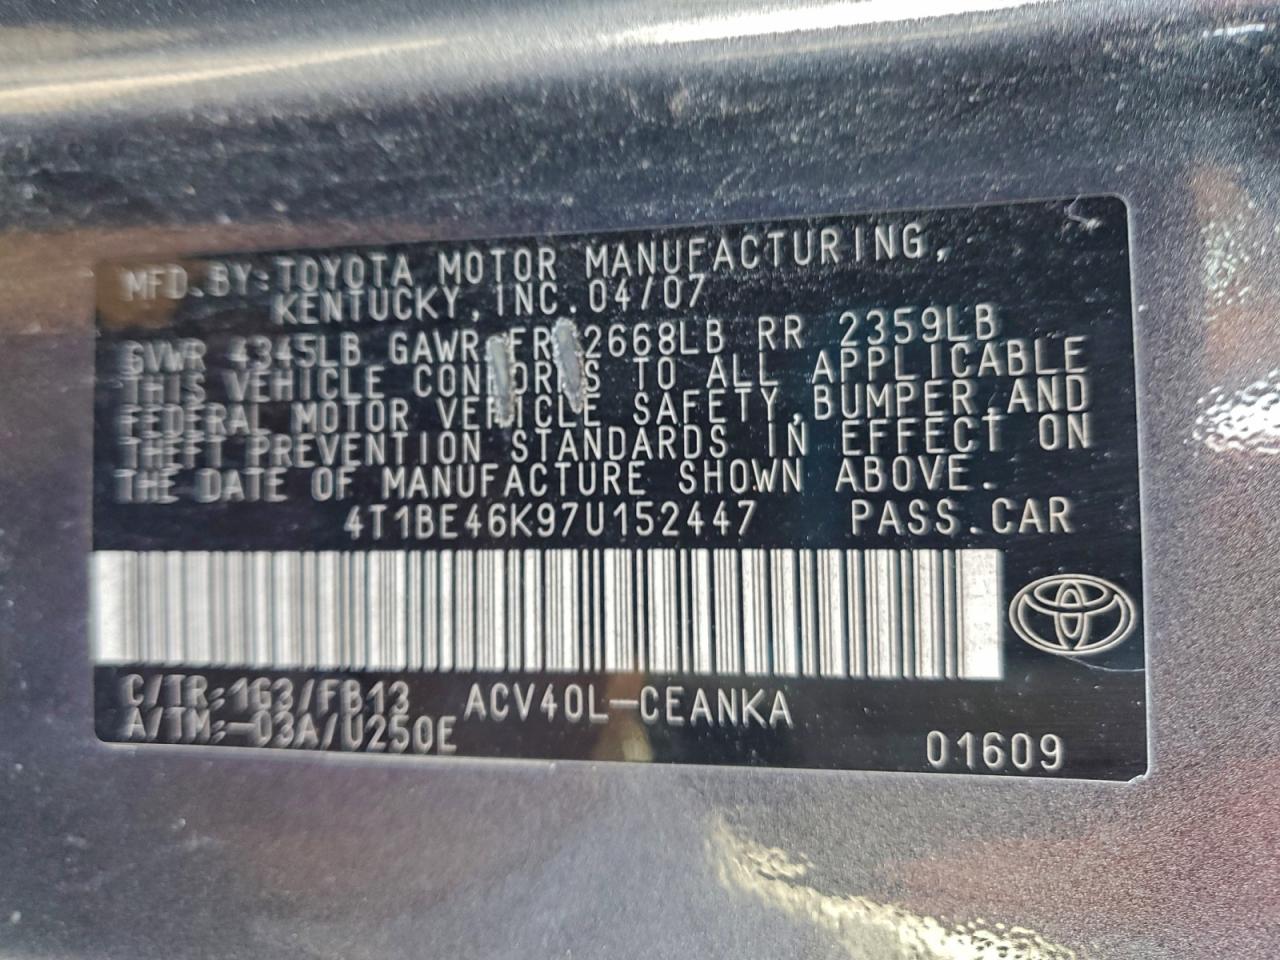 MFD. BY: TOYOTA MOTOR MANUFACTURING,
KENTUCKY, INC. 04/07
GVWR 4345LB GAWR FR 2668LB RR 2359LB
THIS VEHICLE CONFORMS TO ALL APPLICABLE
FEDERAL MOTOR VEHICLE SAFETY, BUMPER, AND
THEFT PREVENTION STANDARDS IN EFFECT ON
THE DATE OF MANUFACTURE SHOWN ABOVE.
4T1BE46K97U152447 PASS. CAR
C/TR: 1G3/FB13 ACV40L-CEANKA
A/TM: -03A/U250E
01609